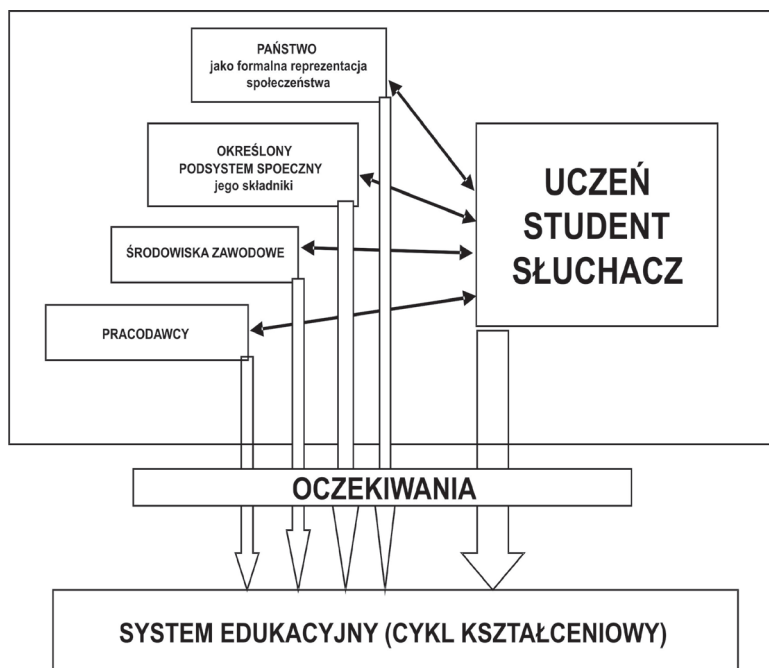 PAŃSTWO
jako formalna reprezentacja
społeczeństwa
OKREŚLONY
PODSYSTEM SPOECZNY
jego składniki
ŚRODOWISKA ZAWODOWE
PRACODAWCY
UCZEŃ
STUDENT
SŁUCHACZ
OCZEKIWANIA
SYSTEM EDUKACYJNY (CYKL KSZTAŁCENIOWY)